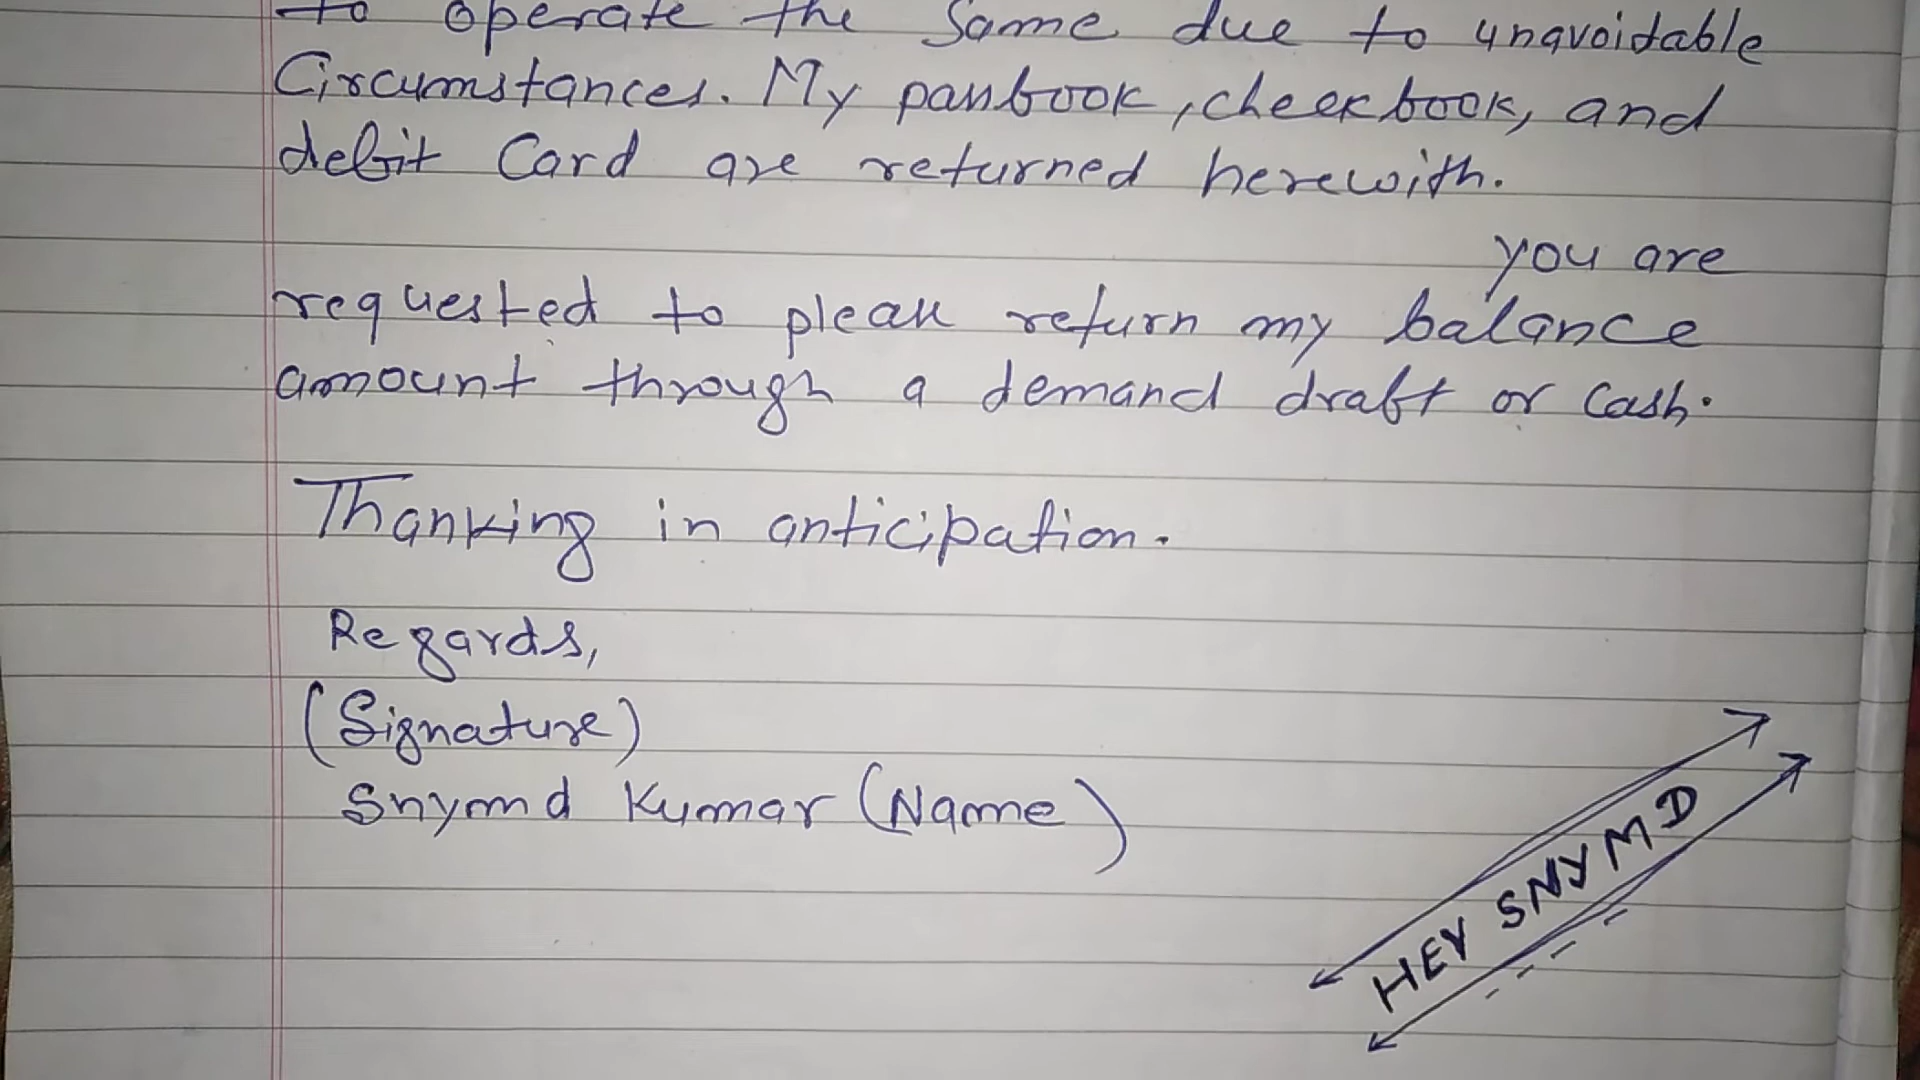 to operate the same due to unavoidable
Circumstances. My passbook, cheekbook, and
debit Card are returned herewith.
you are
requested to please return my balance
amount through a demand draft or Cash.
Thanking in anticipation.
Regards,
(Signature)
Snymd Kumar (Name)
HEY SNYMD